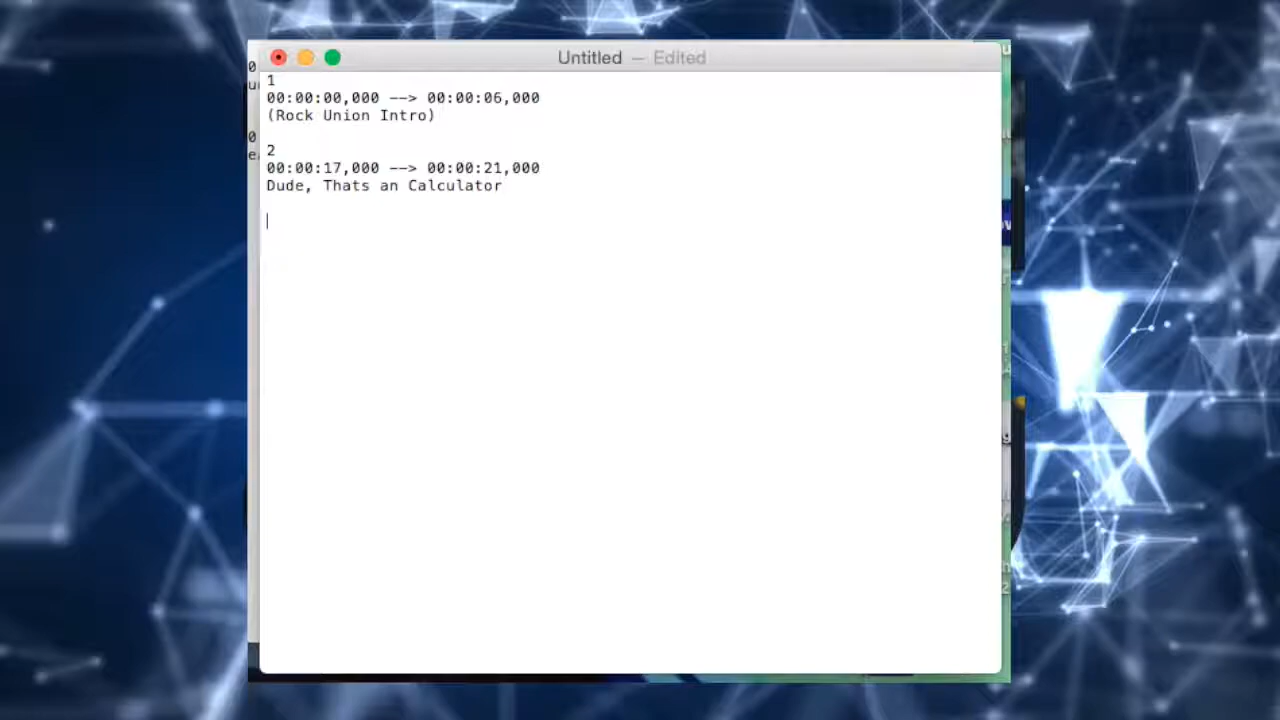 Untitled — Edited
1
00:00:00,000 --> 00:00:06,000
(Rock Union Intro)
2
00:00:17,000 --> 00:00:21,000
Dude, Thats an Calculator